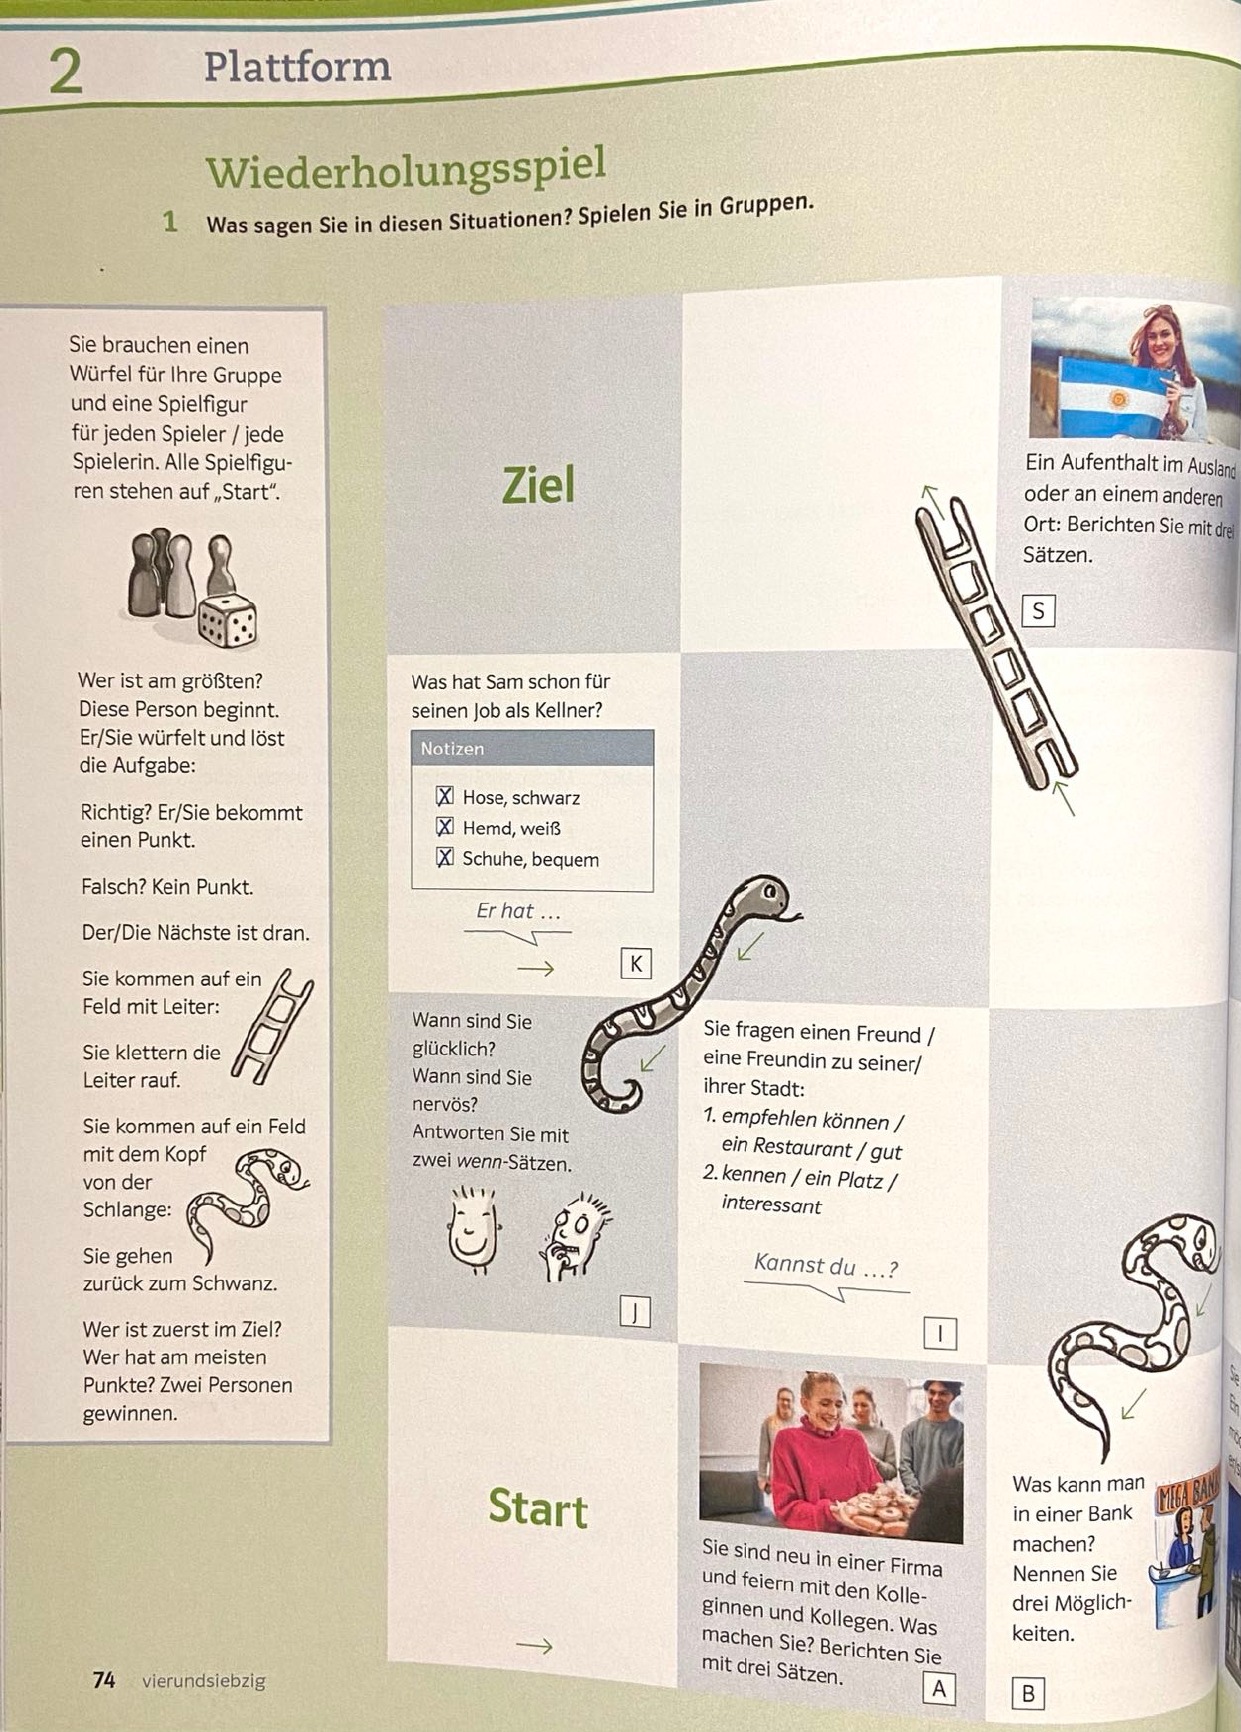 2
Plattform
Wiederholungsspiel
1 Was sagen Sie in diesen Situationen? Spielen Sie in Gruppen.
Sie brauchen einen
Würfel für Ihre Gruppe
und eine Spielfigur
für jeden Spieler / jede
Spielerin. Alle Spielfigu-
ren stehen auf „Start“.
Wer ist am größten?
Diese Person beginnt.
Er/Sie würfelt und löst
die Aufgabe:
Richtig? Er/Sie bekommt
einen Punkt.
Falsch? Kein Punkt.
Der/Die Nächste ist dran.
Sie kommen auf ein
Feld mit Leiter:
Sie klettern die
Leiter rauf.
Sie kommen auf ein Feld
mit dem Kopf
von der
Schlange:
Sie gehen
zurück zum Schwanz.
Wer ist zuerst im Ziel?
Wer hat am meisten
Punkte? Zwei Personen
gewinnen.
Ziel
Ein Aufenthalt im Ausland
oder an einem anderen
Ort: Berichten Sie mit drei
Sätzen.
S
Was hat Sam schon für
seinen Job als Kellner?
Notizen
X Hose, schwarz
X Hemd, weiß
X Schuhe, bequem
Er hat ...
K
Wann sind Sie
glücklich?
Wann sind Sie
nervös?
Antworten Sie mit
zwei wenn-Sätzen.
J
Sie fragen einen Freund /
eine Freundin zu seiner/
ihrer Stadt:
1. empfehlen können /
ein Restaurant / gut
2. kennen / ein Platz /
interessant
Kannst du ...?
I
Start
Sie sind neu in einer Firma
und feiern mit den Kolle-
ginnen und Kollegen. Was
machen Sie? Berichten Sie
mit drei Sätzen.
A
MEGA BANK
Was kann man
in einer Bank
machen?
Nennen Sie
drei Möglich-
keiten.
B
74 vierundsiebzig